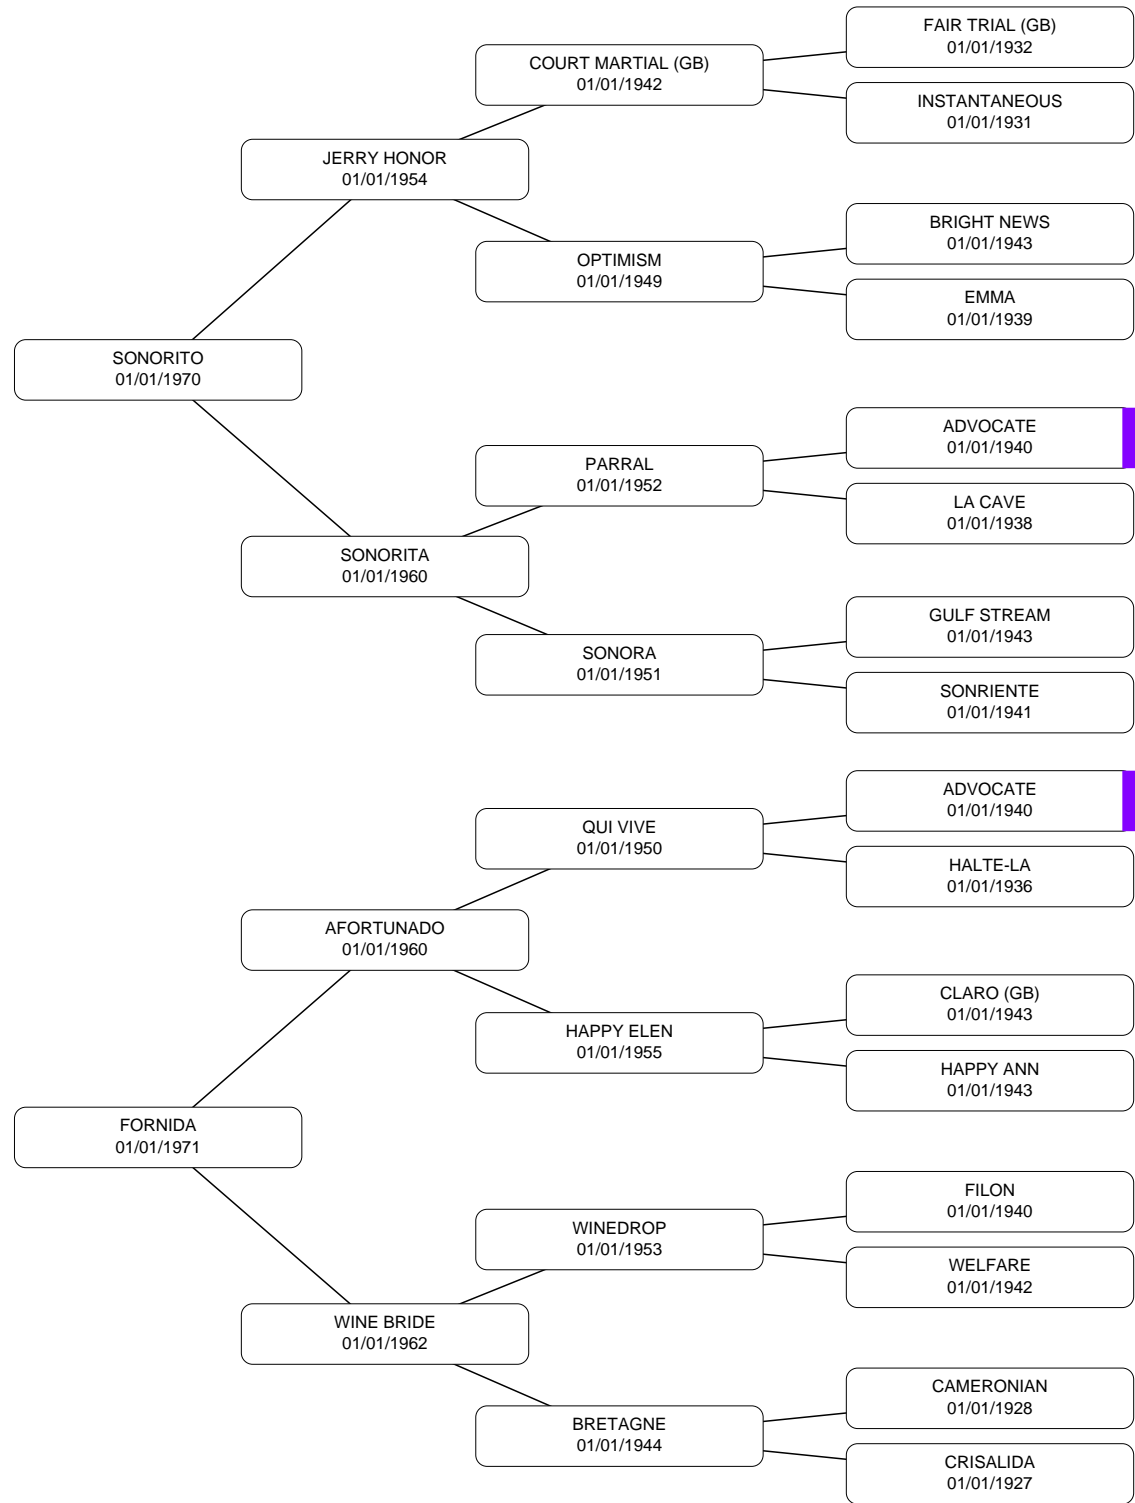 FAIR TRIAL (GB)
01/01/1932
COURT MARTIAL (GB)
01/01/1942
INSTANTANEOUS
01/01/1931
JERRY HONOR
01/01/1954
BRIGHT NEWS
01/01/1943
OPTIMISM
01/01/1949
EMMA
01/01/1939
SONORITO
01/01/1970
ADVOCATE
01/01/1940
PARRAL
01/01/1952
LA CAVE
01/01/1938
SONORITA
01/01/1960
GULF STREAM
01/01/1943
SONORA
01/01/1951
SONRIENTE
01/01/1941
ADVOCATE
01/01/1940
QUI VIVE
01/01/1950
HALTE-LA
01/01/1936
AFORTUNADO
01/01/1960
CLARO (GB)
01/01/1943
HAPPY ELEN
01/01/1955
HAPPY ANN
01/01/1943
FORNIDA
01/01/1971
FILON
01/01/1940
WINEDROP
01/01/1953
WELFARE
01/01/1942
WINE BRIDE
01/01/1962
CAMERONIAN
01/01/1928
BRETAGNE
01/01/1944
CRISALIDA
01/01/1927